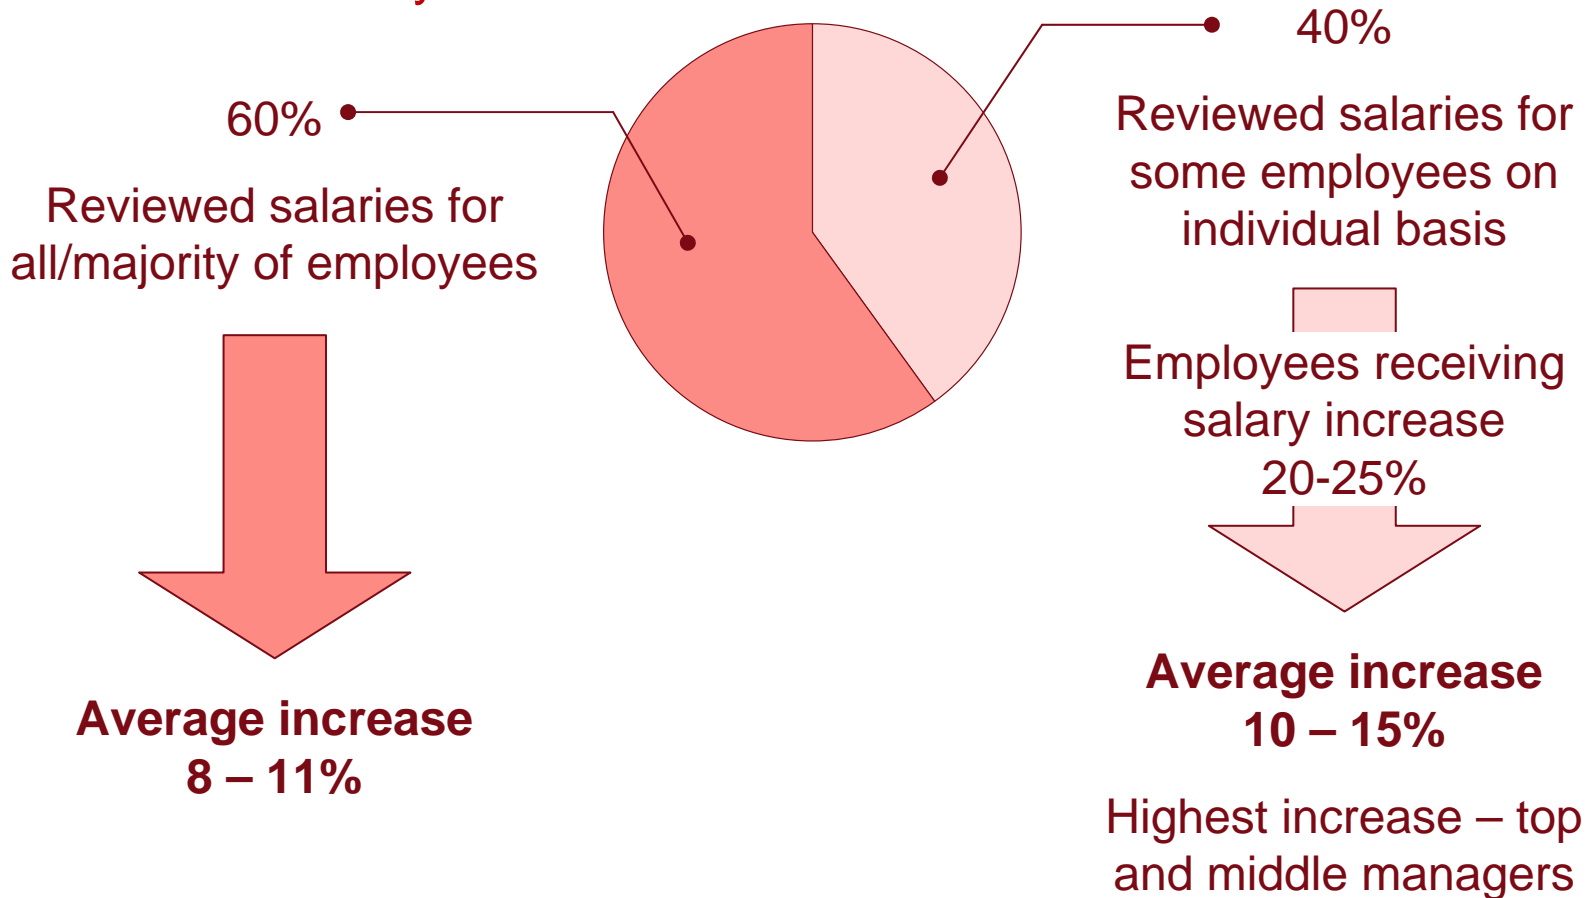 60%
Reviewed salaries for
all/majority of employees
Average increase
8 – 11%
40%
Reviewed salaries for
some employees on
individual basis
Employees receiving
salary increase
20-25%
Average increase
10 – 15%
Highest increase – top
and middle managers